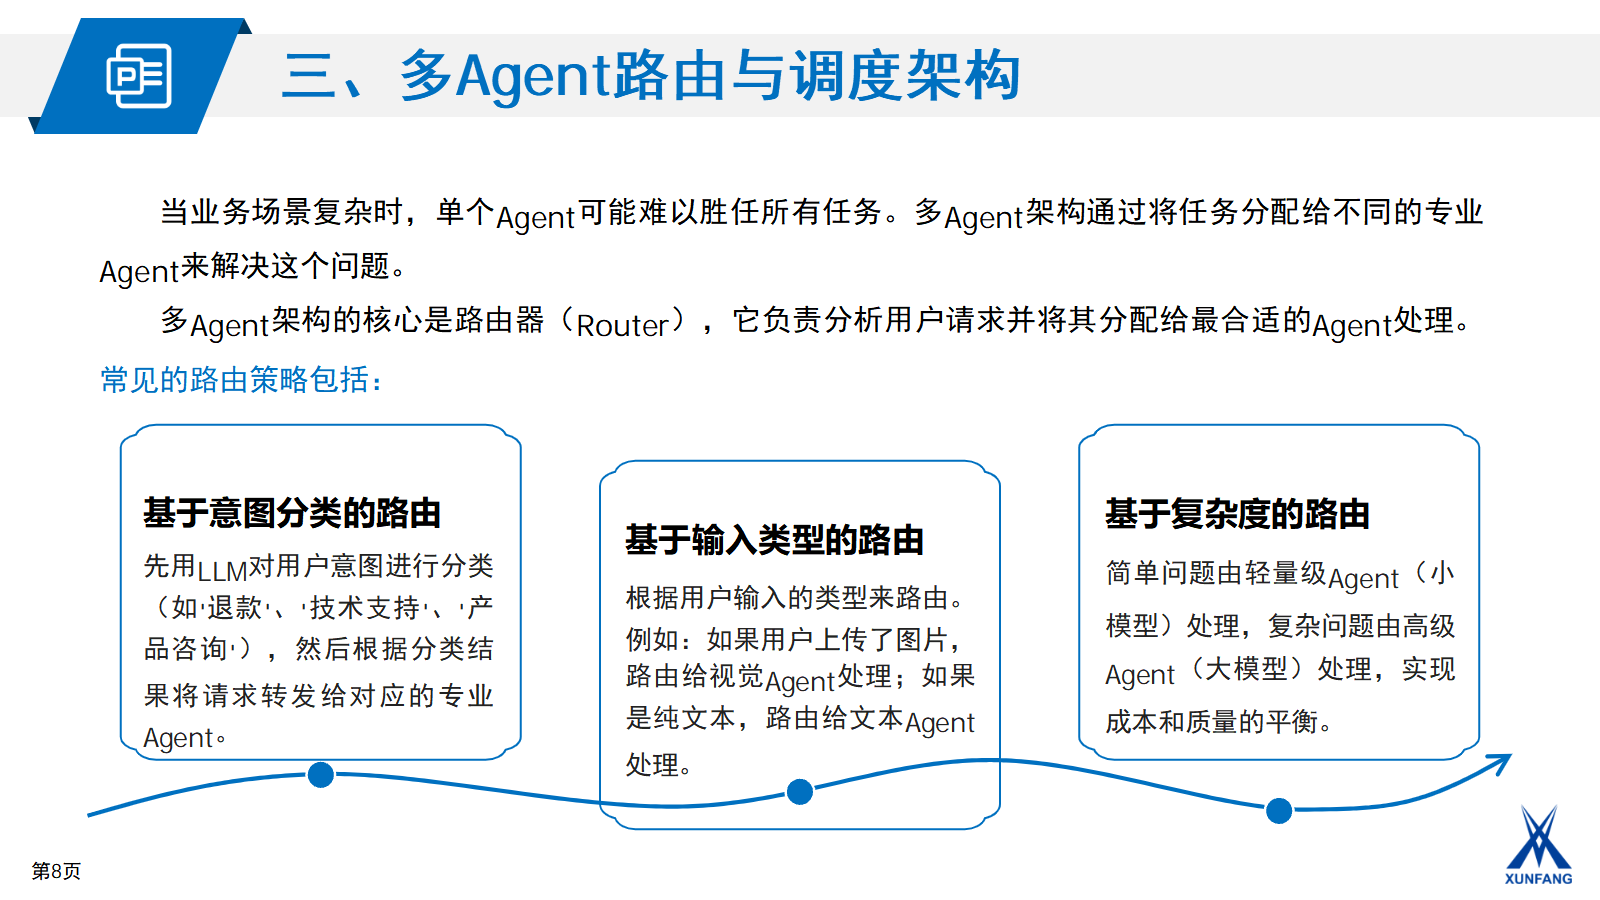 三、多Agent路由与调度架构
当业务场景复杂时，单个Agent可能难以胜任所有任务。多Agent架构通过将任务分配给不同的专业
Agent来解决这个问题。
多Agent架构的核心是路由器（Router），它负责分析用户请求并将其分配给最合适的Agent处理。
常见的路由策略包括：
基于意图分类的路由
先用LLM对用户意图进行分类
（如'退款'、'技术支持'、'产
品咨询'），然后根据分类结
果将请求转发给对应的专业
Agent。
基于输入类型的路由
根据用户输入的类型来路由。
例如：如果用户上传了图片，
路由给视觉Agent处理；如果
是纯文本，路由给文本Agent
处理。
基于复杂度的路由
简单问题由轻量级Agent（小
模型）处理，复杂问题由高级
Agent（大模型）处理，实现
成本和质量的平衡。
第8页
XUNFANG